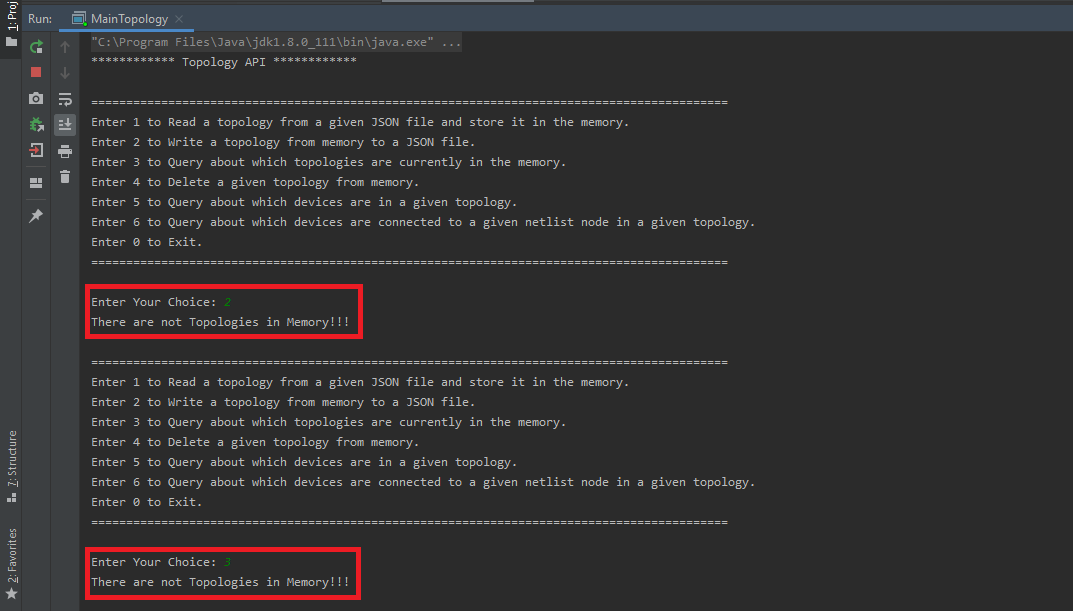 1: Proj
Run: MainTopology
"C:\Program Files\Java\jdk1.8.0_111\bin\java.exe" ...
************ Topology API ************
===========================================================================================
Enter 1 to Read a topology from a given JSON file and store it in the memory.
Enter 2 to Write a topology from memory to a JSON file.
Enter 3 to Query about which topologies are currently in the memory.
Enter 4 to Delete a given topology from memory.
Enter 5 to Query about which devices are in a given topology.
Enter 6 to Query about which devices are connected to a given netlist node in a given topology.
Enter 0 to Exit.
===========================================================================================
Enter Your Choice: 2
There are not Topologies in Memory!!!
===========================================================================================
Enter 1 to Read a topology from a given JSON file and store it in the memory.
Enter 2 to Write a topology from memory to a JSON file.
Enter 3 to Query about which topologies are currently in the memory.
Enter 4 to Delete a given topology from memory.
Enter 5 to Query about which devices are in a given topology.
Enter 6 to Query about which devices are connected to a given netlist node in a given topology.
Enter 0 to Exit.
===========================================================================================
Enter Your Choice: 3
There are not Topologies in Memory!!!
7: Structure
2: Favorites